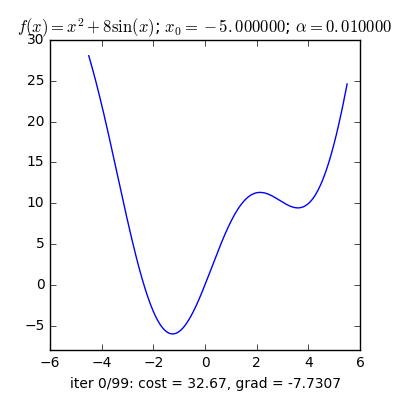 f(x) = x² + 8sin(x); x₀ = −5.000000; α = 0.010000
30
25
20
15
10
5
0
−5
−6 −4 −2 0 2 4 6
iter 0/99: cost = 32.67, grad = -7.7307